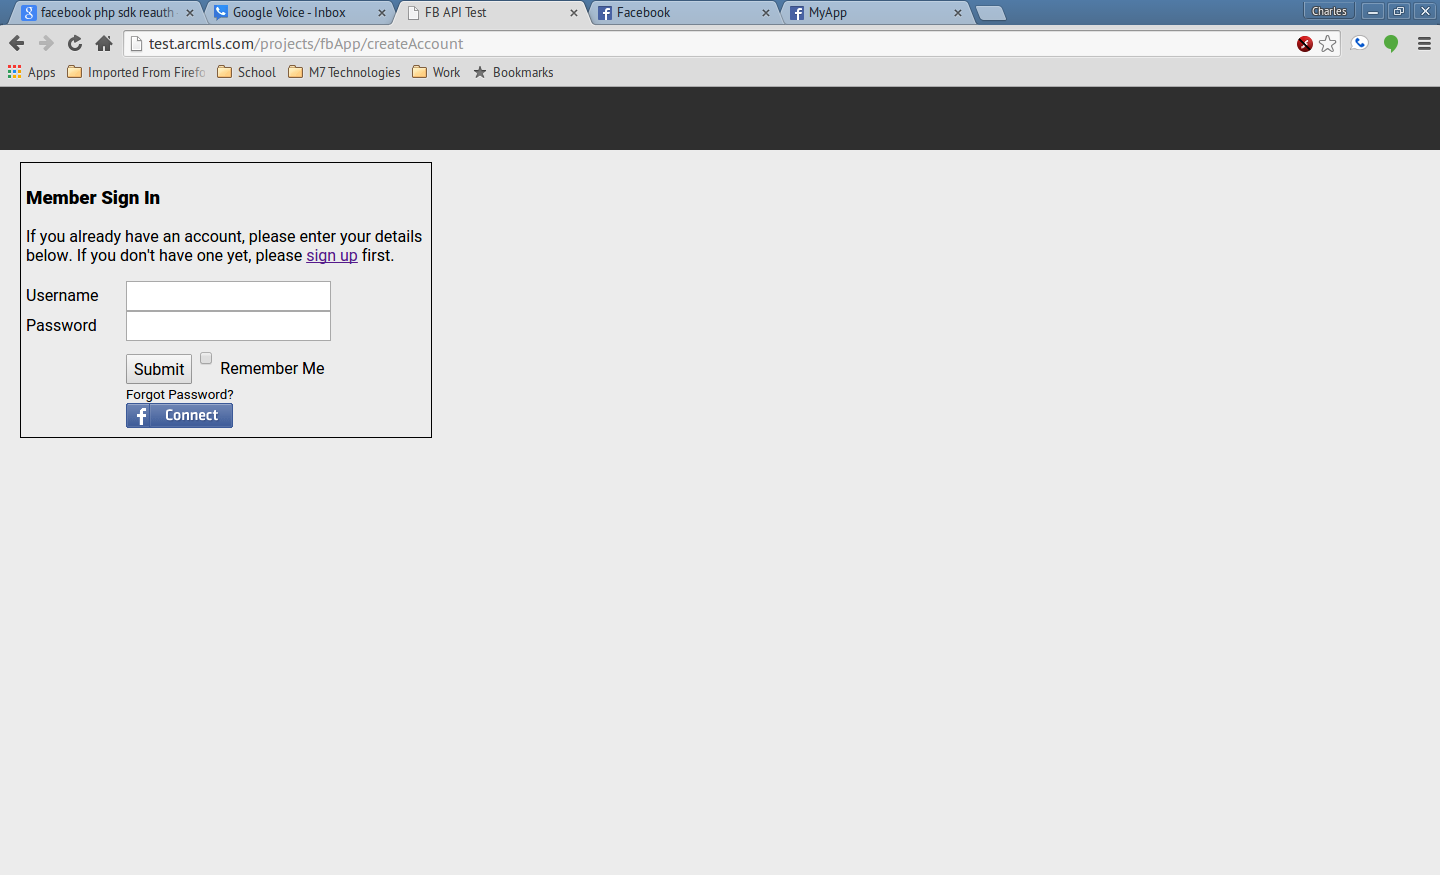 facebook php sdk reauth
Google Voice - Inbox
FB API Test
Facebook
MyApp
Charles
test.arcmls.com/projects/fbApp/createAccount
Apps
Imported From Firefo
School
M7 Technologies
Work
Bookmarks
Member Sign In
If you already have an account, please enter your details
below. If you don't have one yet, please sign up first.
Username
Password
Submit
Remember Me
Forgot Password?
f Connect